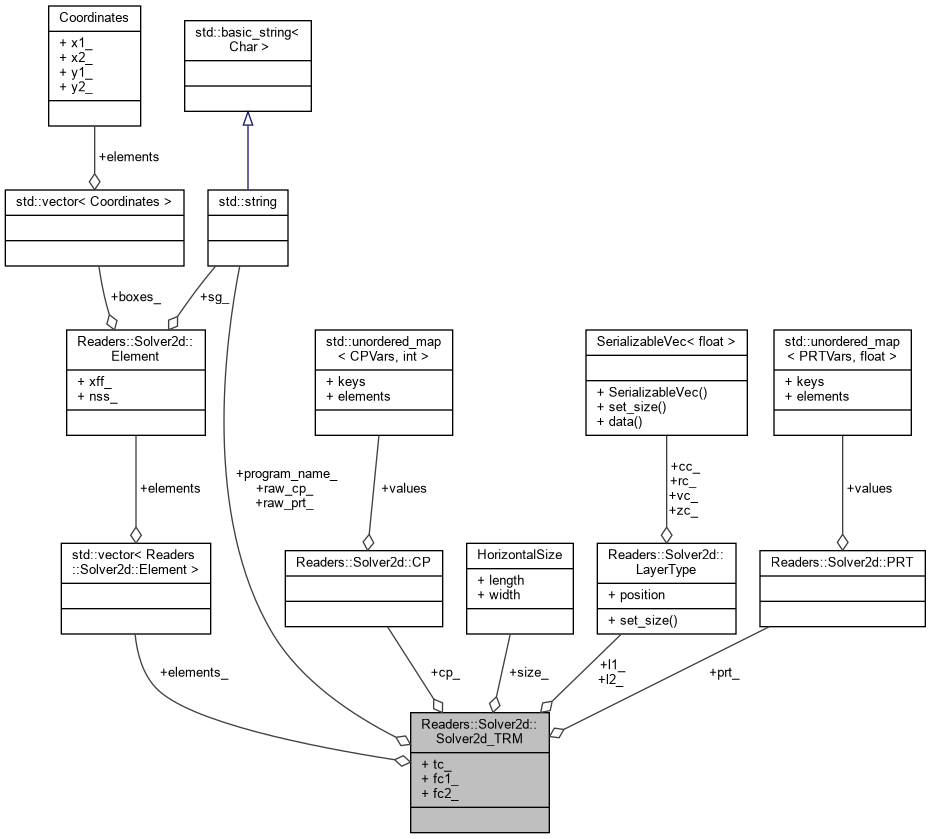 Coordinates
+ x1_
+ x2_
+ y1_
+ y2_
std::basic_string<
Char >
+elements
std::vector< Coordinates >
std::string
+boxes_
+sg_
Readers::Solver2d::
Element
+ xff_
+ nss_
std::unordered_map
< CPVars, int >
+ keys
+ elements
SerializableVec< float >
+ SerializableVec()
+ set_size()
+ data()
std::unordered_map
< PRTVars, float >
+ keys
+ elements
+elements
+program_name_
+raw_cp_
+raw_prt_
+values
+cc_
+rc_
+vc_
+zc_
+values
std::vector< Readers
::Solver2d::Element >
Readers::Solver2d::CP
HorizontalSize
+ length
+ width
Readers::Solver2d::
LayerType
+ position
+ set_size()
Readers::Solver2d::PRT
+elements_
+cp_
+size_
+l1_
+l2_
+prt_
Readers::Solver2d::
Solver2d_TRM
+ tc_
+ fc1_
+ fc2_